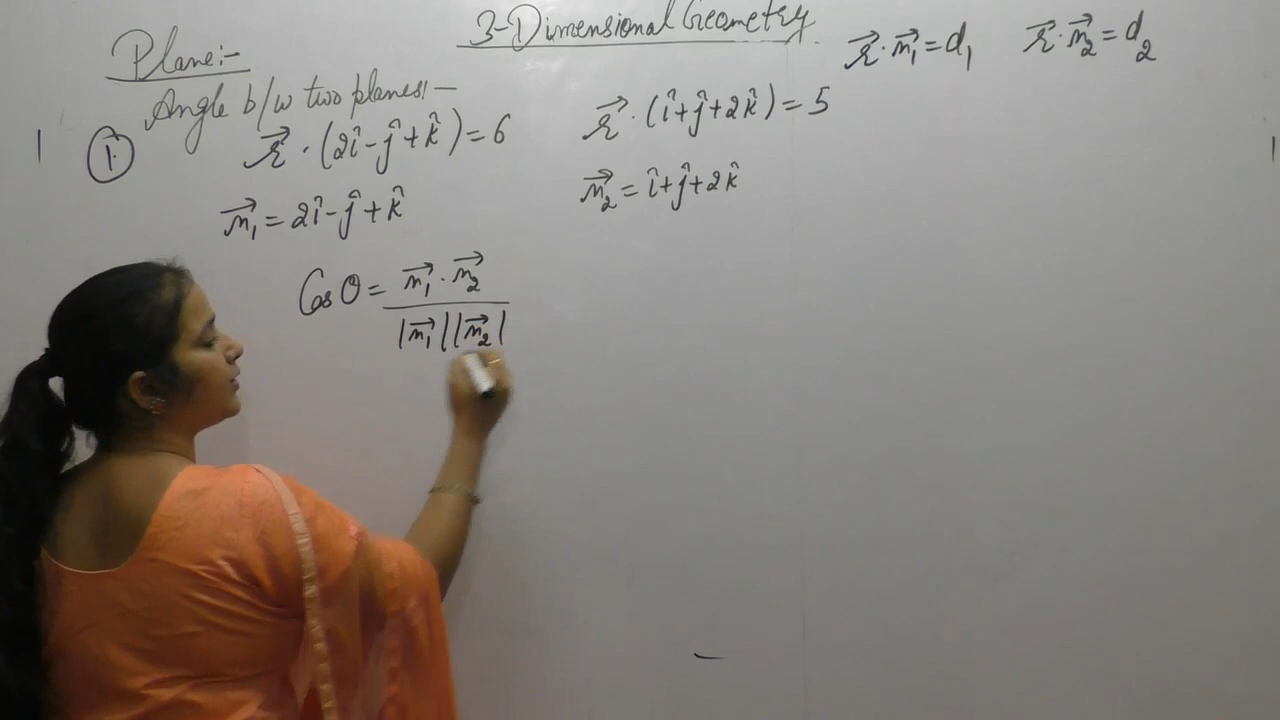 3-Dimensional Geometry
Plane:-
Angle b/w two planes:-
r⃗ · n⃗₁ = d₁
r⃗ · n⃗₂ = d₂
① r⃗ · (2î - ĵ + k̂) = 6
r⃗ · (î + ĵ + 2k̂) = 5
n⃗₁ = 2î - ĵ + k̂
n⃗₂ = î + ĵ + 2k̂
Cos θ = n⃗₁ · n⃗₂ / |n⃗₁| |n⃗₂|